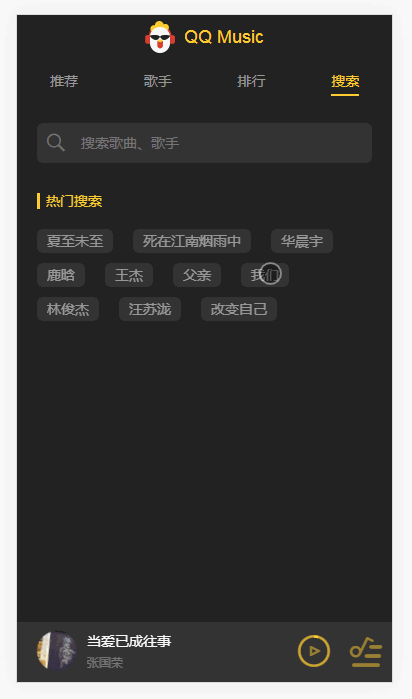 QQ Music
推荐 歌手 排行 搜索
搜索歌曲、歌手
热门搜索
夏至未至 死在江南烟雨中 华晨宇
鹿晗 王杰 父亲 我们
林俊杰 汪苏泷 改变自己
当爱已成往事
张国荣